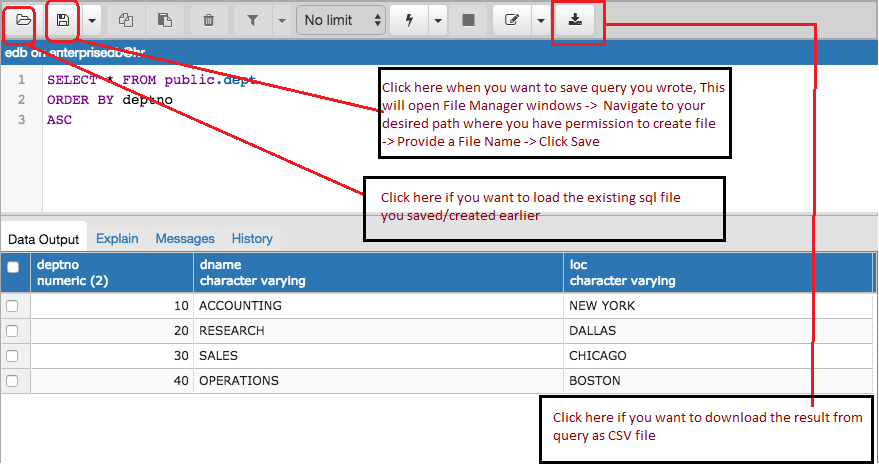 No limit
edb on enterprisedb@hr
1 SELECT * FROM public.dept
2 ORDER BY deptno
3 ASC
Click here when you want to save query you wrote, This
will open File Manager windows -> Navigate to your
desired path where you have permission to create file
-> Provide a File Name -> Click Save
Click here if you want to load the existing sql file
you saved/created earlier
Data Output Explain Messages History
deptno dname loc
numeric (2) character varying character varying
10 ACCOUNTING NEW YORK
20 RESEARCH DALLAS
30 SALES CHICAGO
40 OPERATIONS BOSTON
Click here if you want to download the result from
query as CSV file